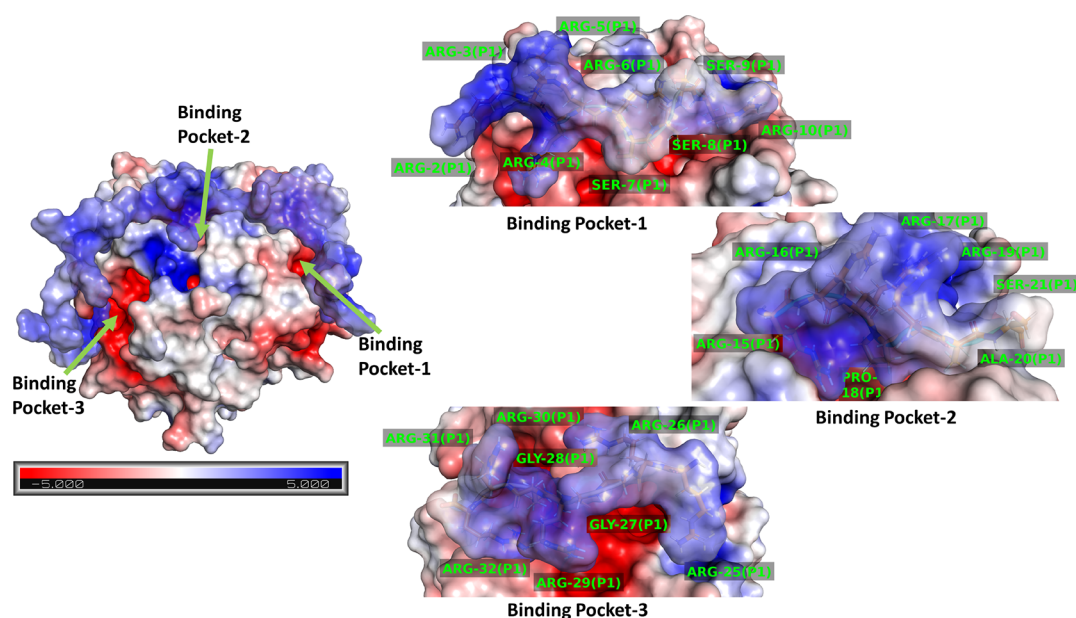 ARG-5(P1)
ARG-3(P1)
ARG-6(P1)
SER-9(P1)
ARG-2(P1)
ARG-4(P1)
SER-7(P1)
SER-8(P1)
ARG-10(P1)
Binding Pocket-1
Binding
Pocket-2
Binding
Pocket-1
Binding
Pocket-3
-5.000 5.000
ARG-17(P1)
ARG-16(P1)
ARG-19(P1)
SER-21(P1)
ARG-15(P1)
ALA-20(P1)
PRO-
18(P1)
Binding Pocket-2
ARG-30(P1)
ARG-26(P1)
ARG-31(P1)
GLY-28(P1)
GLY-27(P1)
ARG-32(P1)
ARG-29(P1)
ARG-25(P1)
Binding Pocket-3